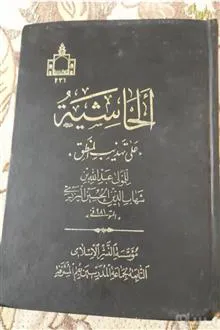 ٢٣١
الحاشية
على تهذيب المنطق
للمولى عبد الله بن
شهاب الدين الحسين اليزدي
مؤسسة النشر الإسلامي
التابعة لجماعة المدرسين بقم المشرفة